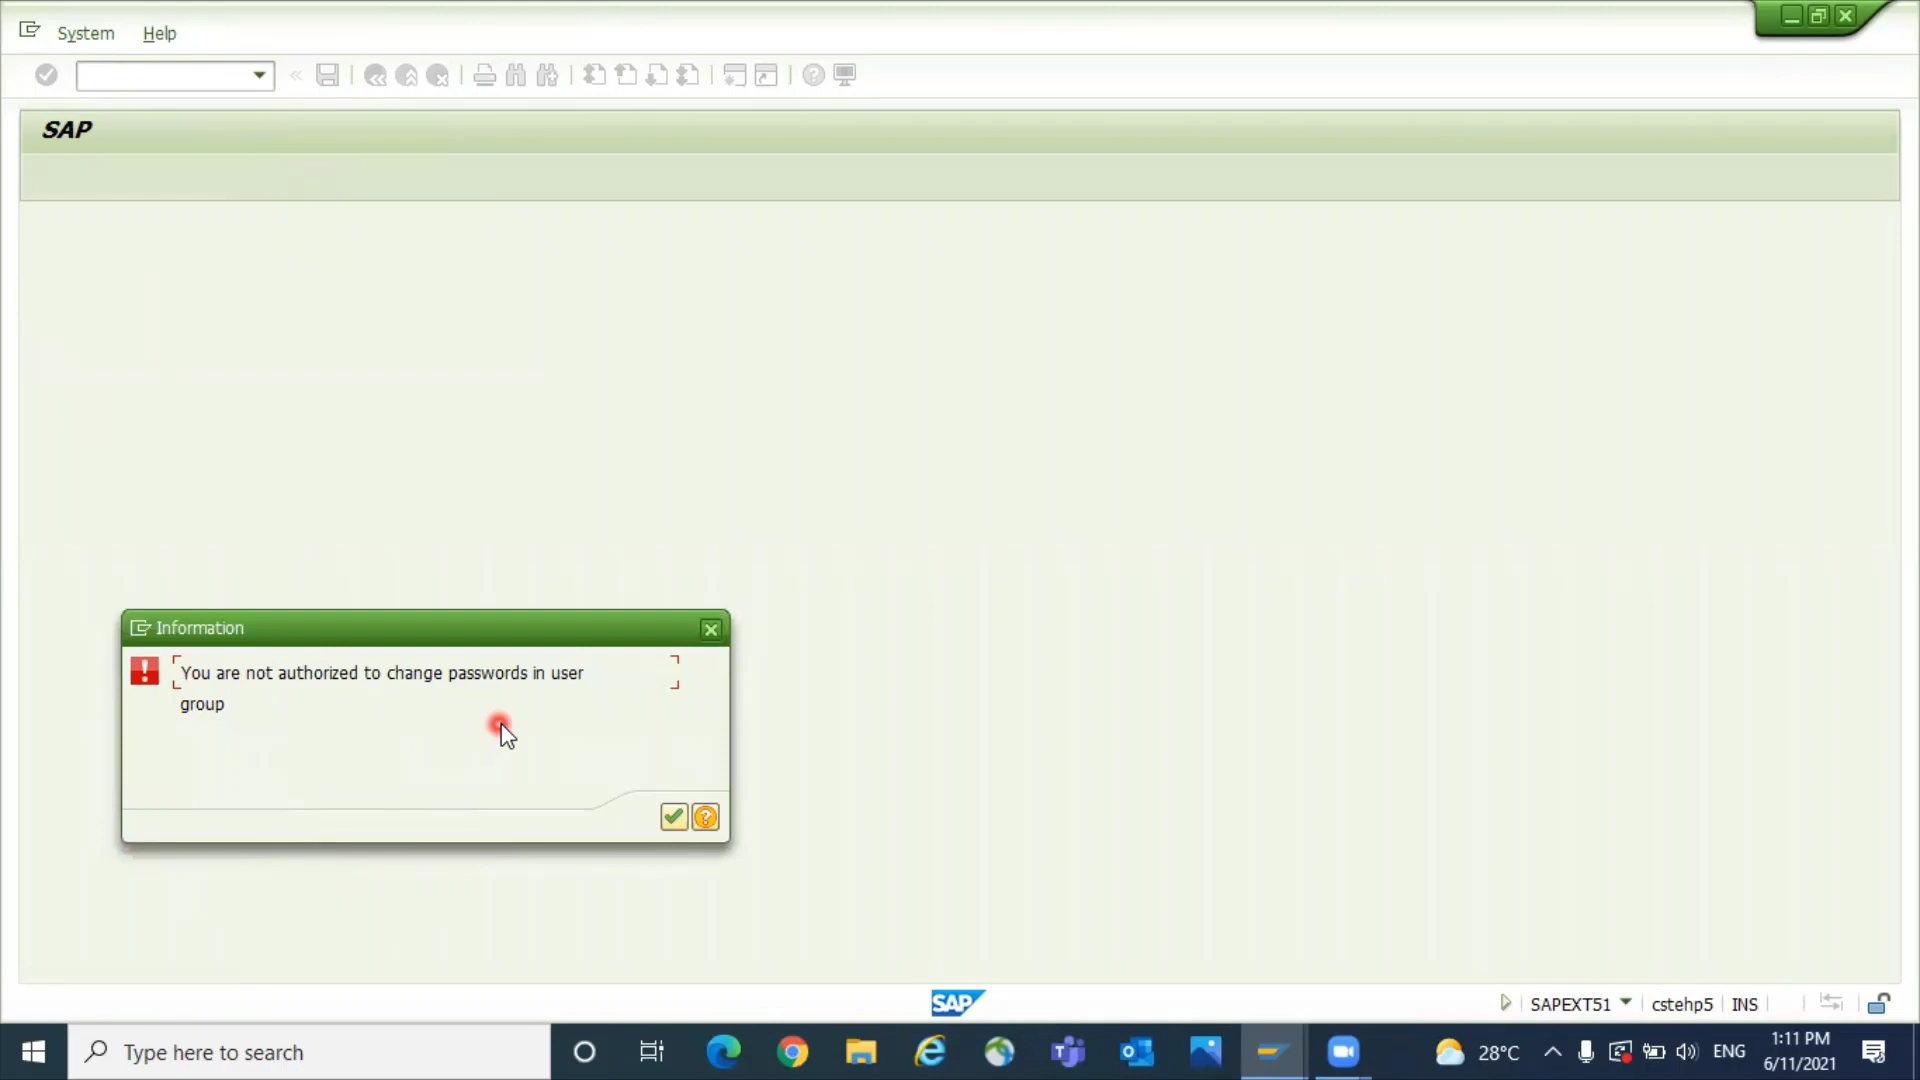 System Help
SAP
Information
You are not authorized to change passwords in user
group
SAP
SAPEXT51 cstehp5 INS
Type here to search
28°C ENG 1:11 PM
6/11/2021